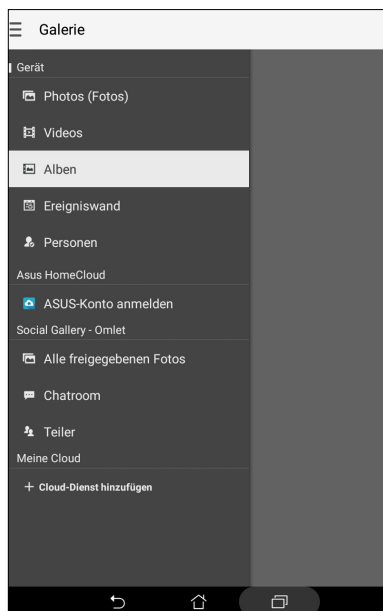 Galerie
Gerät
Photos (Fotos)
Videos
Alben
Ereigniswand
Personen
Asus HomeCloud
ASUS-Konto anmelden
Social Gallery - Omlet
Alle freigegebenen Fotos
Chatroom
Teiler
Meine Cloud
+ Cloud-Dienst hinzufügen